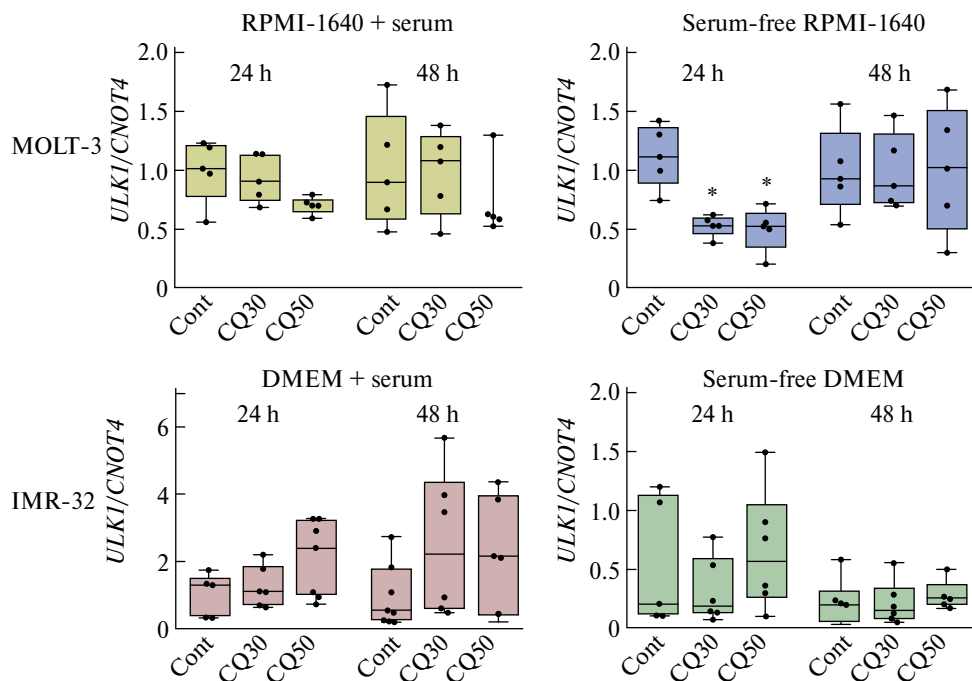 RPMI-1640 + serum
Serum-free RPMI-1640
MOLT-3
ULK1/CNOT4
2.0
1.5
1.0
0.5
0
24 h
48 h
Cont
CQ30
CQ50
Cont
CQ30
CQ50
ULK1/CNOT4
2.0
1.5
1.0
0.5
0
24 h
48 h
*
*
Cont
CQ30
CQ50
Cont
CQ30
CQ50
DMEM + serum
Serum-free DMEM
IMR-32
ULK1/CNOT4
6
4
2
0
24 h
48 h
Cont
CQ30
CQ50
Cont
CQ30
CQ50
ULK1/CNOT4
2.0
1.5
1.0
0.5
0
24 h
48 h
Cont
CQ30
CQ50
Cont
CQ30
CQ50